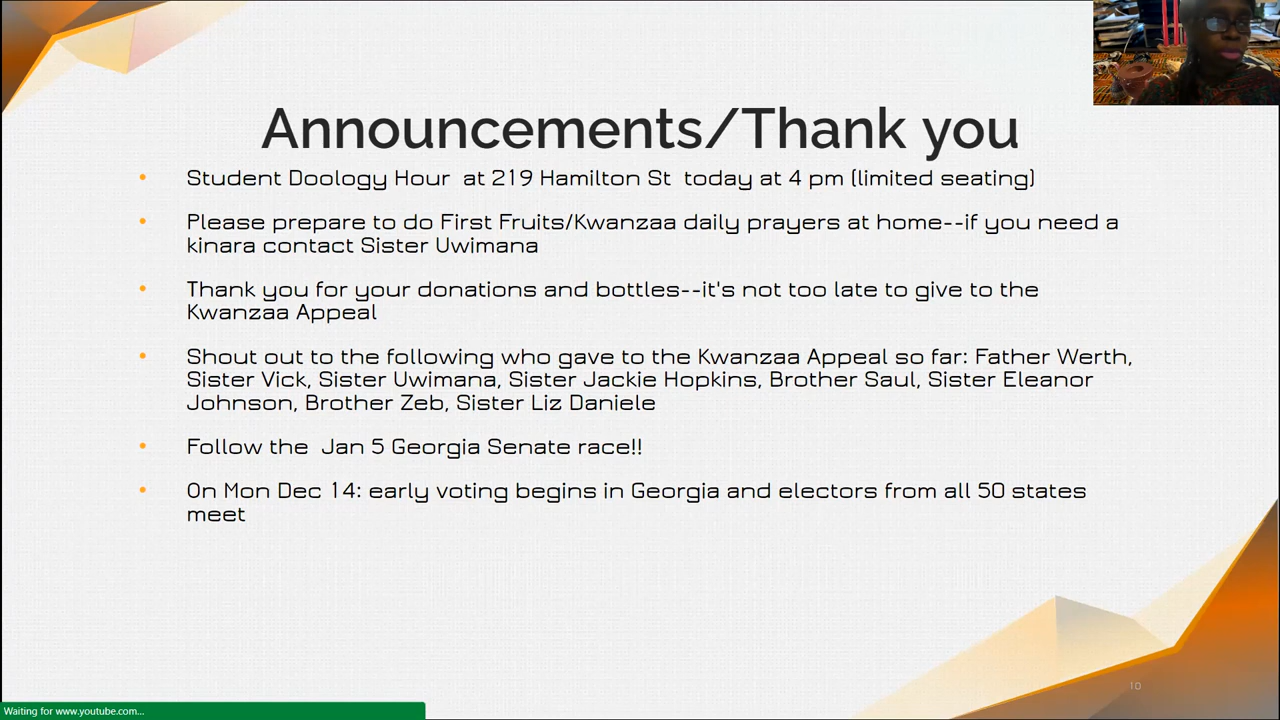 Announcements/Thank you
• Student Doology Hour at 219 Hamilton St today at 4 pm (limited seating)
• Please prepare to do First Fruits/Kwanzaa daily prayers at home--if you need a
kinara contact Sister Uwimana
• Thank you for your donations and bottles--it's not too late to give to the
Kwanzaa Appeal
• Shout out to the following who gave to the Kwanzaa Appeal so far: Father Werth,
Sister Vick, Sister Uwimana, Sister Jackie Hopkins, Brother Saul, Sister Eleanor
Johnson, Brother Zeb, Sister Liz Daniele
• Follow the Jan 5 Georgia Senate race!!
• On Mon Dec 14: early voting begins in Georgia and electors from all 50 states
meet
10
Waiting for www.youtube.com...